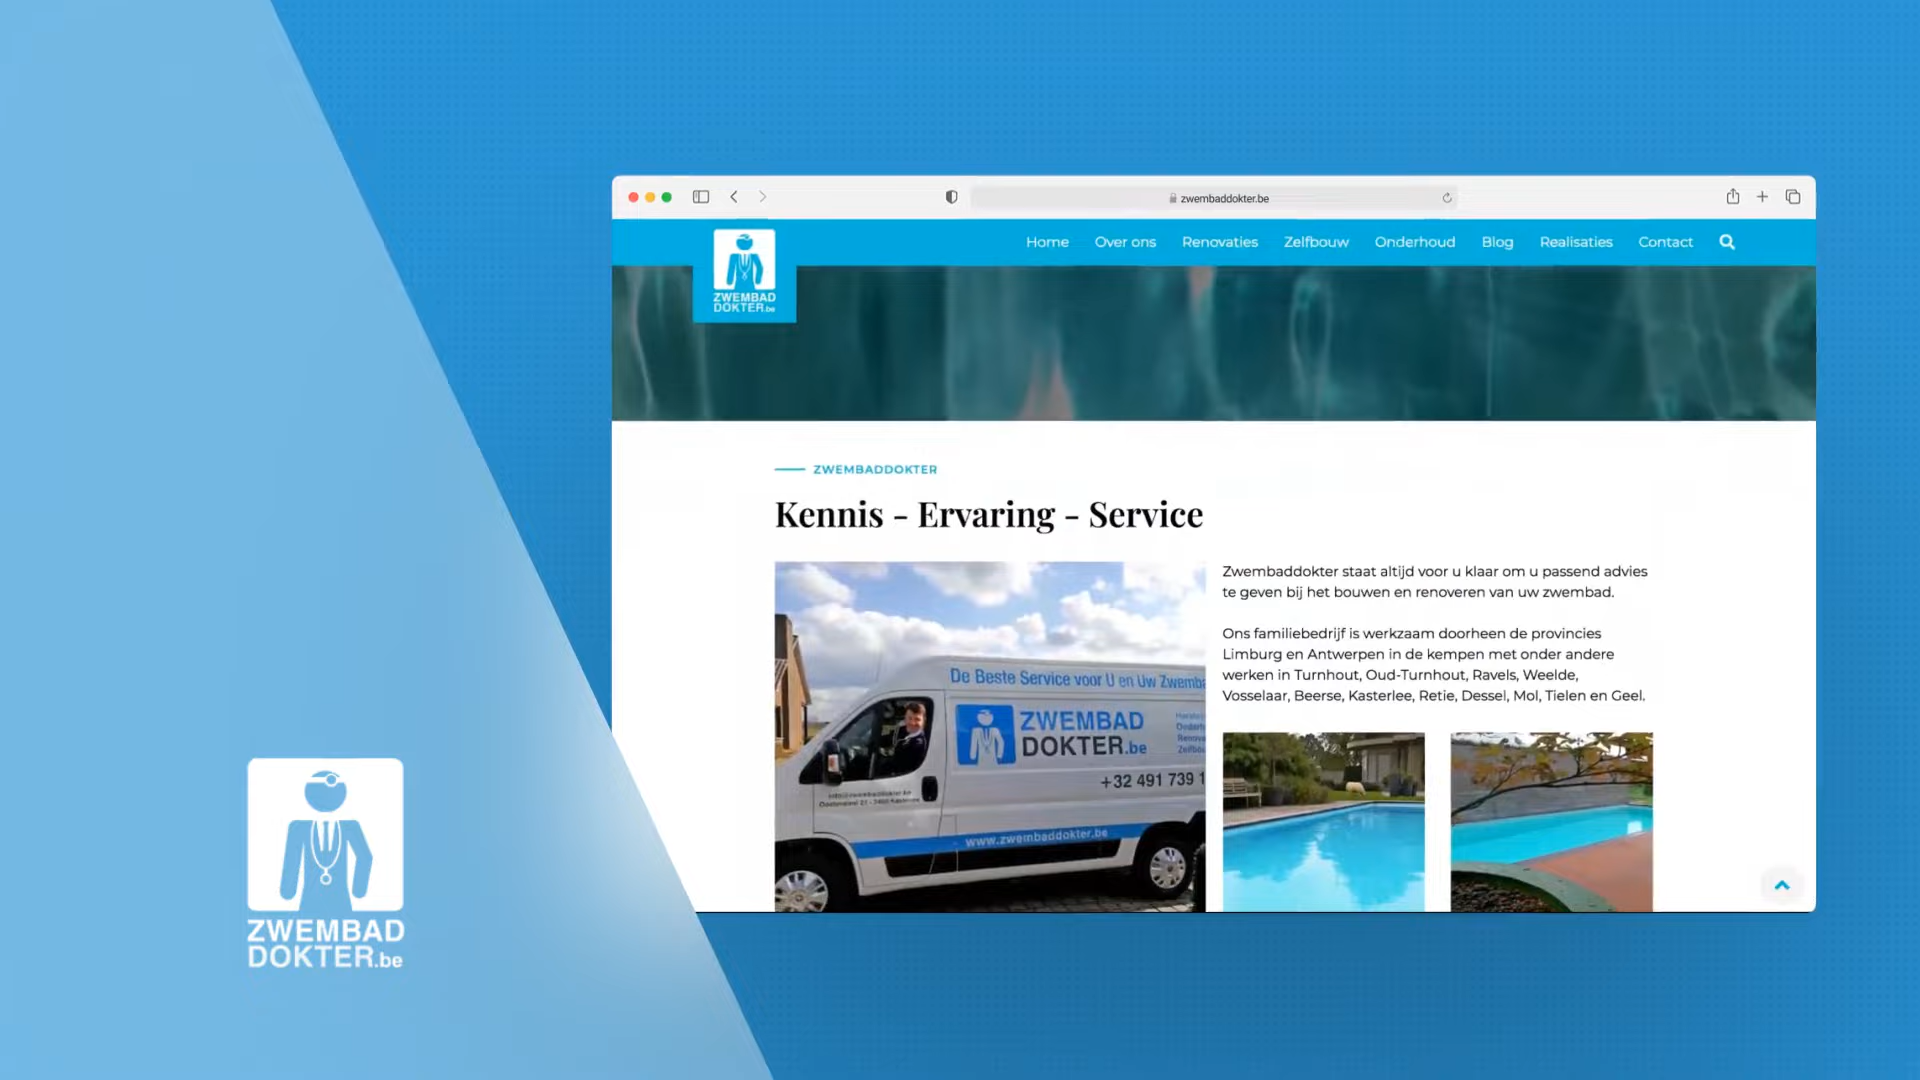 zwembaddokter.be
Home Over ons Renovaties Zelfbouw Onderhoud Blog Realisaties Contact
ZWEMBAD
DOKTER.be
ZWEMBADDOKTER
Kennis - Ervaring - Service
Zwembaddokter staat altijd voor u klaar om u passend advies
te geven bij het bouwen en renoveren van uw zwembad.
Ons familiebedrijf is werkzaam doorheen de provincies
Limburg en Antwerpen in de kempen met onder andere
werken in Turnhout, Oud-Turnhout, Ravels, Weelde,
Vosselaar, Beerse, Kasterlee, Retie, Dessel, Mol, Tielen en Geel.
De Beste Service voor U en Uw Zwemba
ZWEMBAD
DOKTER.be
+32 491 739 1
www.zwembaddokter.be
ZWEMBAD
DOKTER.be